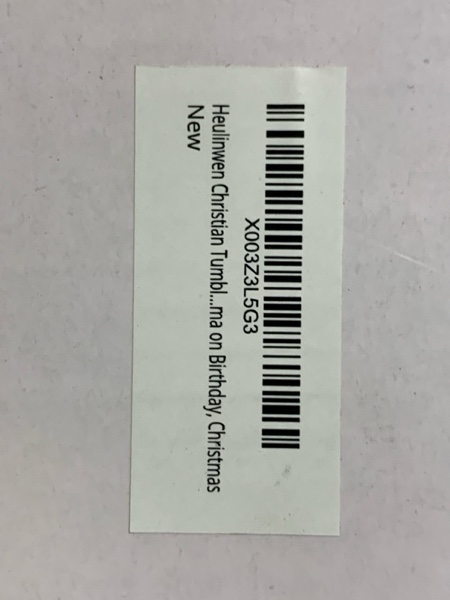 X003Z3L5G3
Heulinwen Christian Tumbl...ma on Birthday, Christmas
New